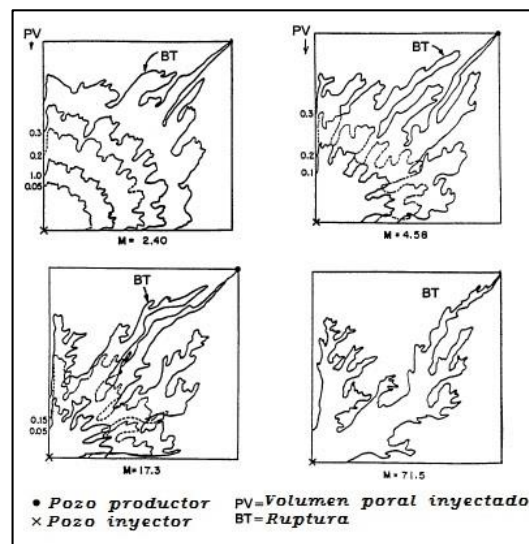 PV
BT
0.3
0.2
1.0
0.05
M= 2.40
PV
BT
0.3
0.2
0.1
M=4.58
BT
0.15
0.05
M=17.3
BT
M=71.5
• Pozo productor
PV=Volumen poral inyectado
× Pozo inyector
BT=Ruptura